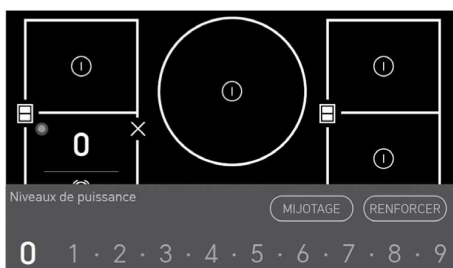 0
Niveaux de puissance
MIJOTAGE RENFORCER
0 1 · 2 · 3 · 4 · 5 · 6 · 7 · 8 · 9